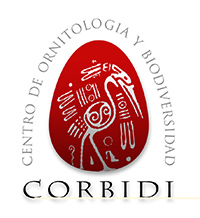 CENTRO DE ORNITOLOGIA Y BIODIVERSIDAD
CORBIDI